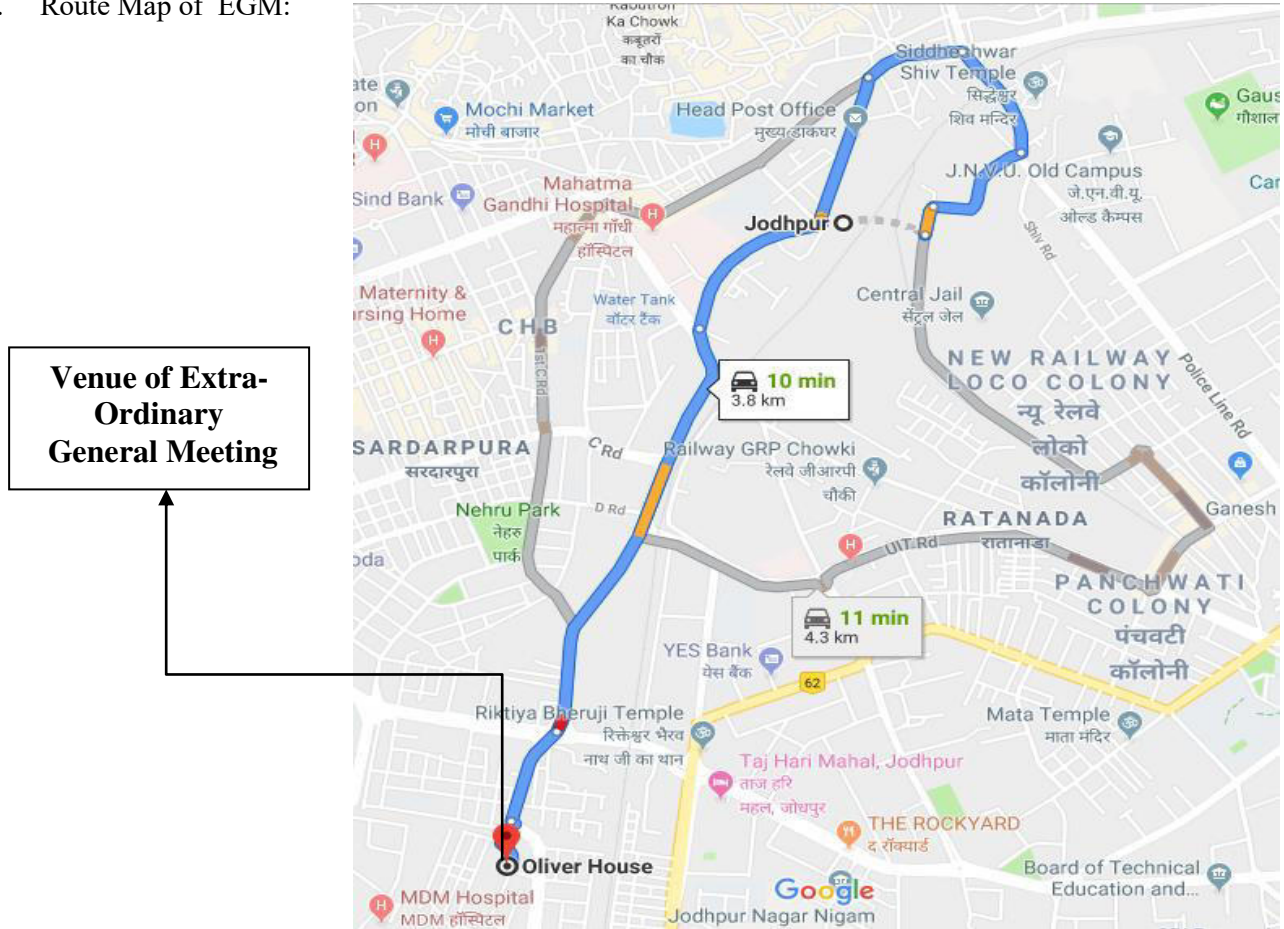 Route Map of EGM:
Ka Chowk
कबूतरों
का चौक
Siddheshwar
Shiv Temple
सिद्धेश्वर
शिव मन्दिर
Mochi Market
मोची बाजार
Head Post Office
मुख्य डाकघर
गौशाल
J.N.V.U. Old Campus
जे.एन.वी.यू.
ओल्ड कैम्पस
Sind Bank
Mahatma
Gandhi Hospital
महात्मा गाँधी
हॉस्पिटल
Jodhpur
Shiv Rd
Maternity &
rsing Home
Water Tank
वॉटर टैंक
CHB
Central Jail
सेंट्रल जेल
1st C Rd
NEW RAILWAY
LOCO COLONY
न्यू रेलवे
लोको
कॉलोनी
Police Line Rd
Venue of Extra-
Ordinary
General Meeting
10 min
3.8 km
SARDARPURA
सरदारपुरा
C Rd
Railway GRP Chowki
रेलवे जीआरपी
चौकी
Nehru Park
नेहरु
पार्क
D Rd
Ganesh
RATANADA
रातानाडा
UIT Rd
PANCHWATI
COLONY
पंचवटी
कॉलोनी
11 min
4.3 km
YES Bank
येस बैंक
62
Riktiya Bheruji Temple
रिक्तेश्वर भैरव
नाथ जी का थान
Mata Temple
माता मंदिर
Taj Hari Mahal, Jodhpur
ताज हरि
महल, जोधपुर
THE ROCKYARD
द रॉक्यार्ड
Oliver House
Board of Technical
Education and...
MDM Hospital
MDM हॉस्पिटल
Google
Jodhpur Nagar Nigam